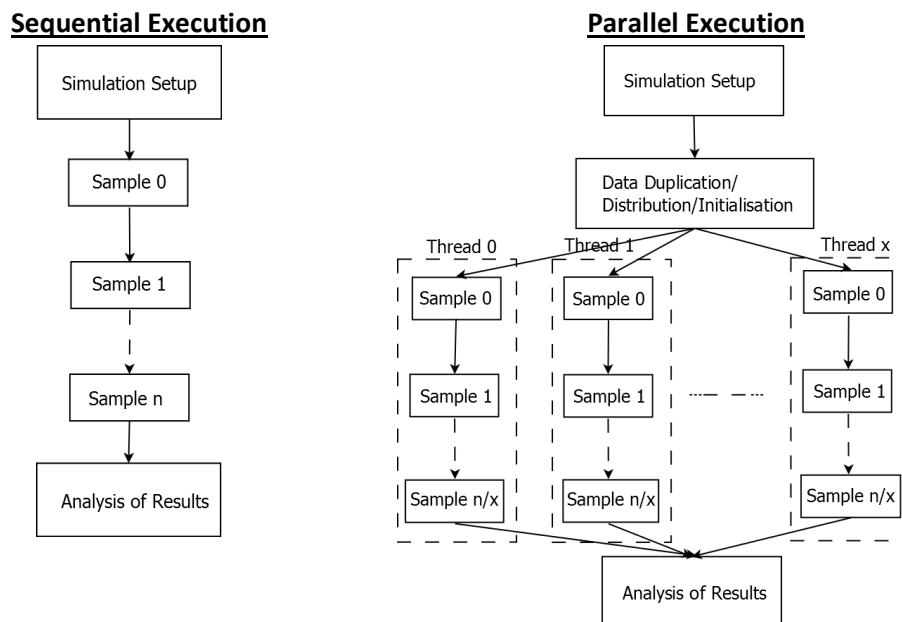 Sequential Execution
Simulation Setup
Sample 0
Sample 1
Sample n
Analysis of Results
Parallel Execution
Simulation Setup
Data Duplication/
Distribution/Initialisation
Thread 0
Sample 0
Sample 1
Sample n/x
Thread 1
Sample 0
Sample 1
Sample n/x
Thread x
Sample 0
Sample 1
Sample n/x
Analysis of Results